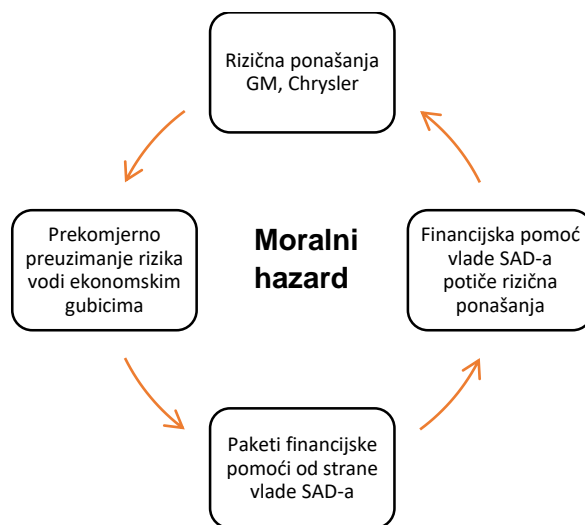 Rizična ponašanja
GM, Chrysler
Prekomjerno
preuzimanje rizika
vodi ekonomskim
gubicima
Moralni
hazard
Financijska pomoć
vlade SAD-a
potiče rizična
ponašanja
Paketi financijske
pomoći od strane
vlade SAD-a